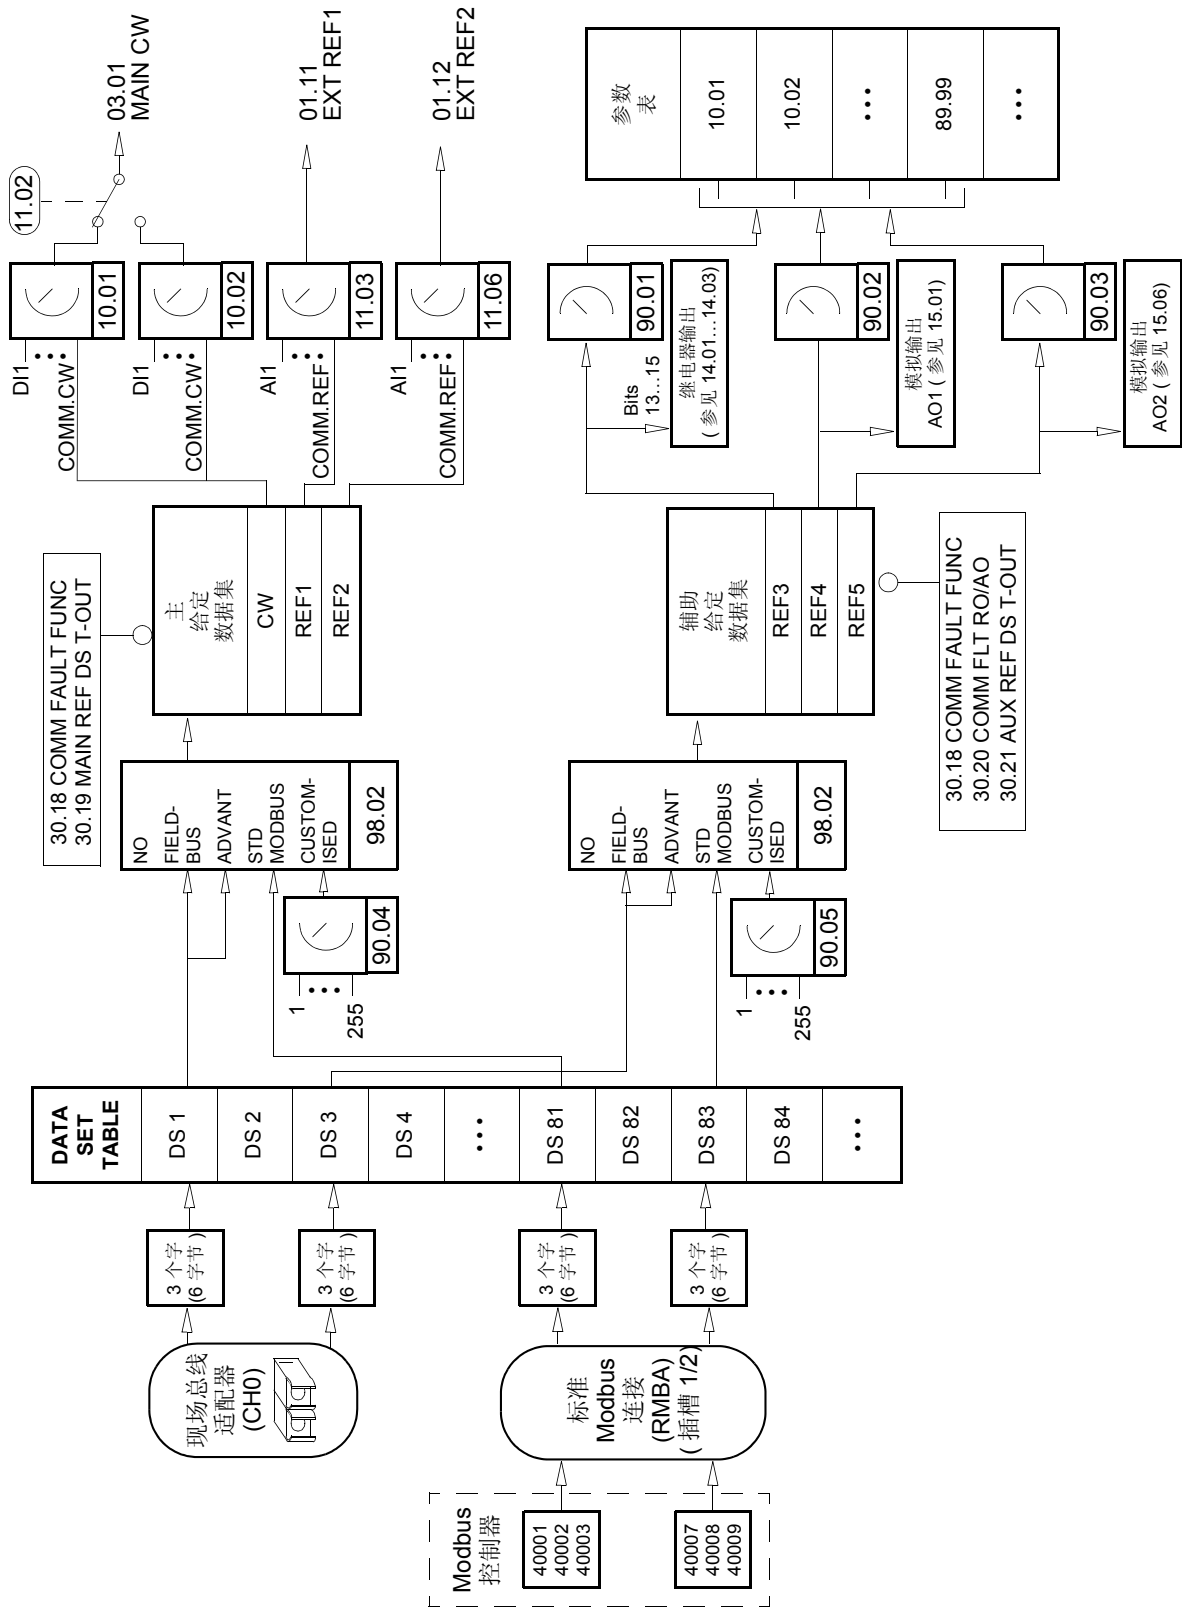 Modbus
控制器
40001
40002
40003
40007
40008
40009
现场总线
适配器
(CH0)
标准
Modbus
连接
(RMBA)
( 插槽 1/2)
3 个字
(6 字节 )
3 个字
(6 字节 )
3 个字
(6 字节 )
3 个字
(6 字节 )
DATA
SET
TABLE
DS 1
DS 2
DS 3
DS 4
•••
DS 81
DS 82
DS 83
DS 84
•••
1
•••
255
90.04
1
•••
255
90.05
NO
FIELD-
BUS
ADVANT
STD
MODBUS
CUSTOM-
ISED
98.02
NO
FIELD-
BUS
ADVANT
STD
MODBUS
CUSTOM-
ISED
98.02
30.18 COMM FAULT FUNC
30.19 MAIN REF DS T-OUT
主
给定
数据集
CW
REF1
REF2
辅助
给定
数据集
REF3
REF4
REF5
30.18 COMM FAULT FUNC
30.20 COMM FLT RO/AO
30.21 AUX REF DS T-OUT
DI1
•••
COMM.CW
10.01
DI1
•••
COMM.CW
10.02
AI1
•••
COMM.REF
11.03
AI1
•••
COMM.REF
11.06
11.02
03.01
MAIN CW
01.11
EXT REF1
01.12
EXT REF2
90.01
Bits
13...15
继电器输出
( 参见 14.01...14.03)
90.02
模拟输出
AO1 ( 参见 15.01)
90.03
模拟输出
AO2 ( 参见 15.06)
参数
表
10.01
10.02
•••
89.99
•••